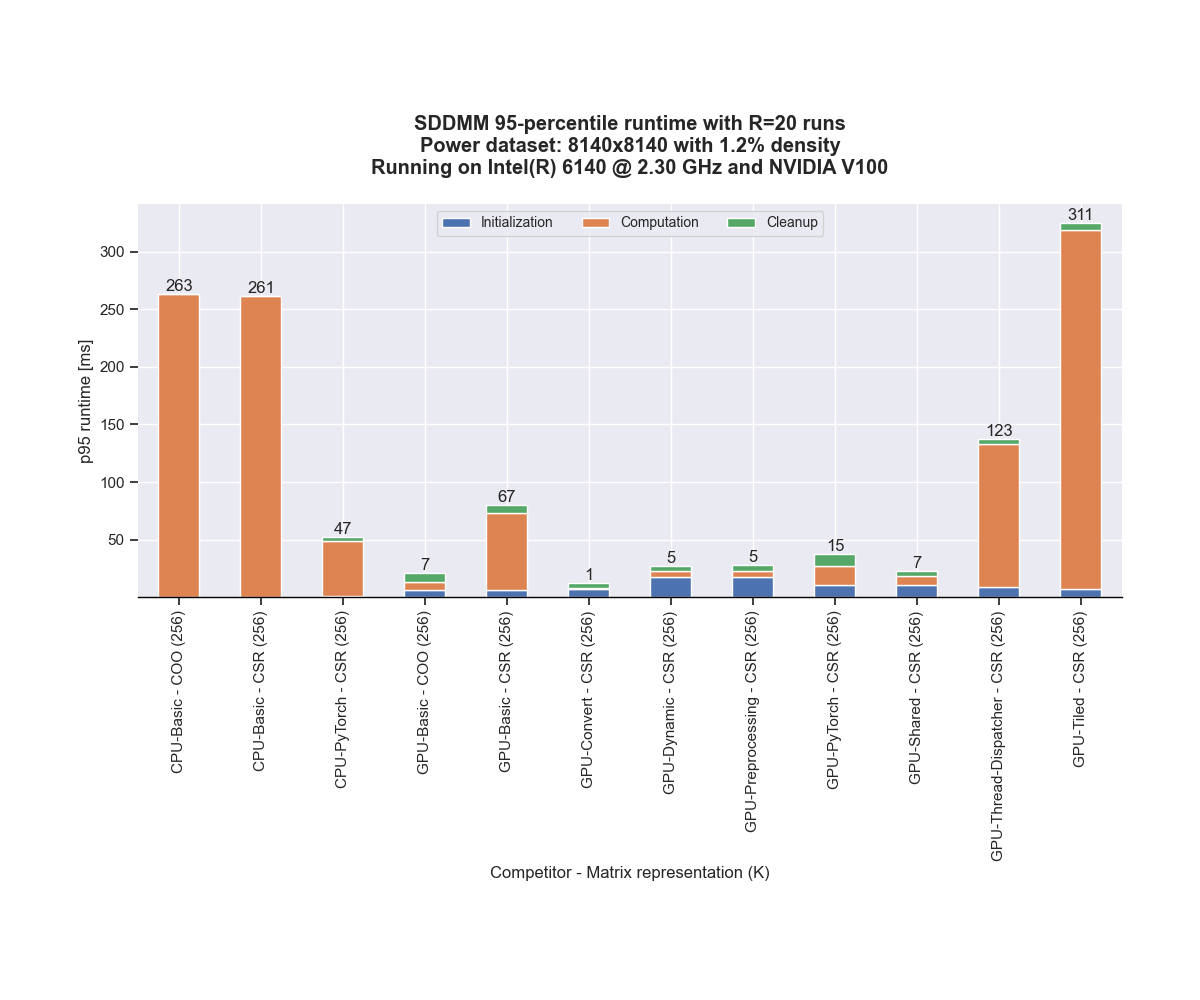 SDDMM 95-percentile runtime with R=20 runs
Power dataset: 8140x8140 with 1.2% density
Running on Intel(R) 6140 @ 2.30 GHz and NVIDIA V100
Initialization
Computation
Cleanup
p95 runtime [ms]
300
250
200
150
100
50
263
261
47
7
67
1
5
5
15
7
123
311
CPU-Basic - COO (256)
CPU-Basic - CSR (256)
CPU-PyTorch - CSR (256)
GPU-Basic - COO (256)
GPU-Basic - CSR (256)
GPU-Convert - CSR (256)
GPU-Dynamic - CSR (256)
GPU-Preprocessing - CSR (256)
GPU-PyTorch - CSR (256)
GPU-Shared - CSR (256)
GPU-Thread-Dispatcher - CSR (256)
GPU-Tiled - CSR (256)
Competitor - Matrix representation (K)